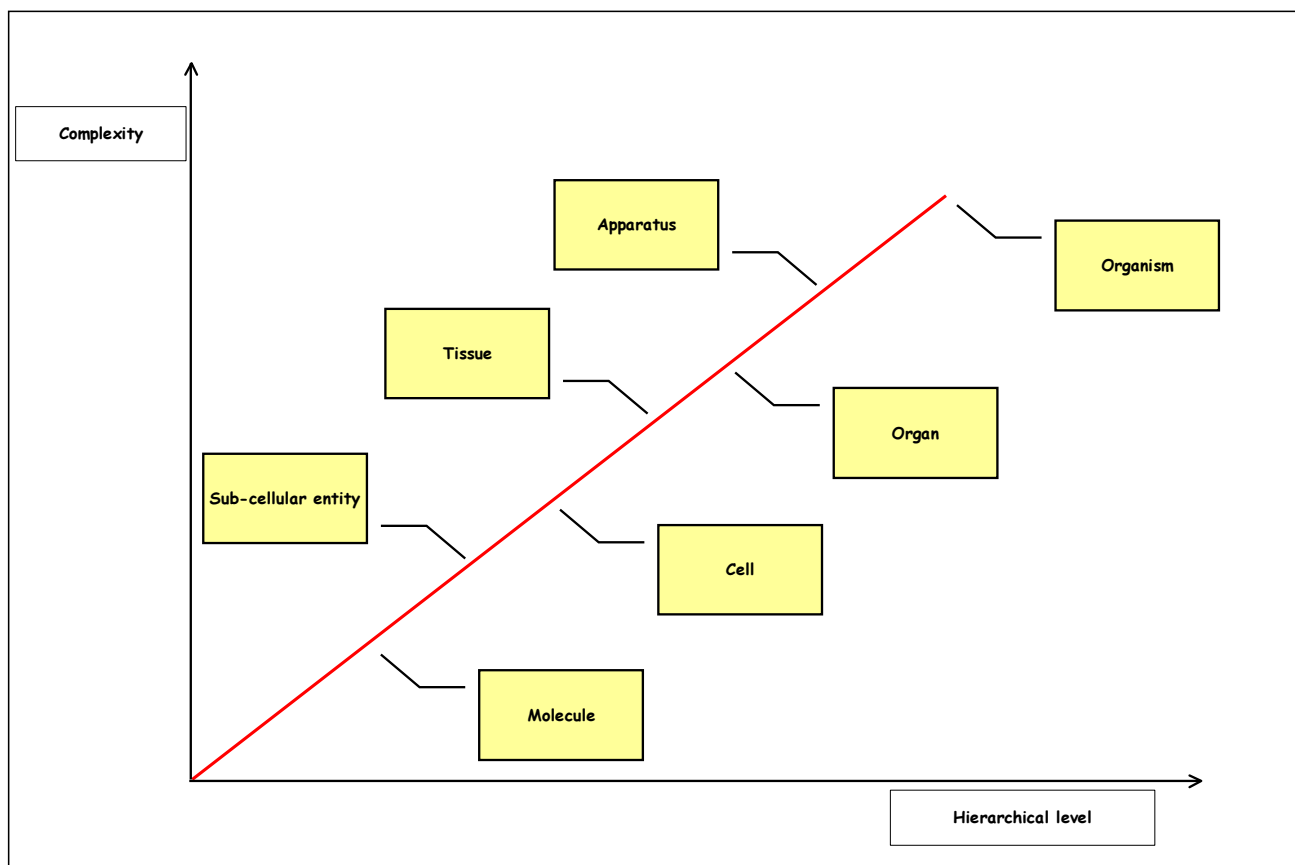 Complexity
Apparatus
Organism
Tissue
Organ
Sub-cellular entity
Cell
Molecule
Hierarchical level